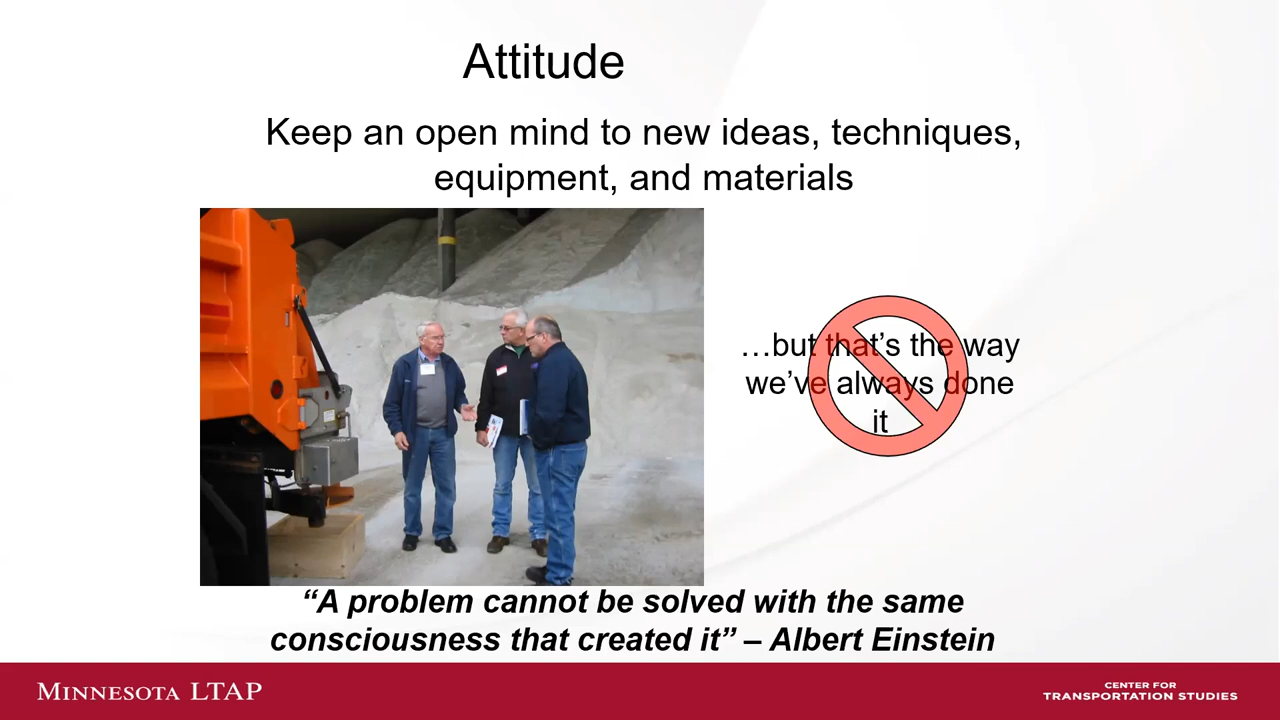 Attitude
Keep an open mind to new ideas, techniques,
equipment, and materials
…but that’s the way
we’ve always done
it
“A problem cannot be solved with the same
consciousness that created it” – Albert Einstein
MINNESOTA LTAP
CENTER FOR
TRANSPORTATION STUDIES